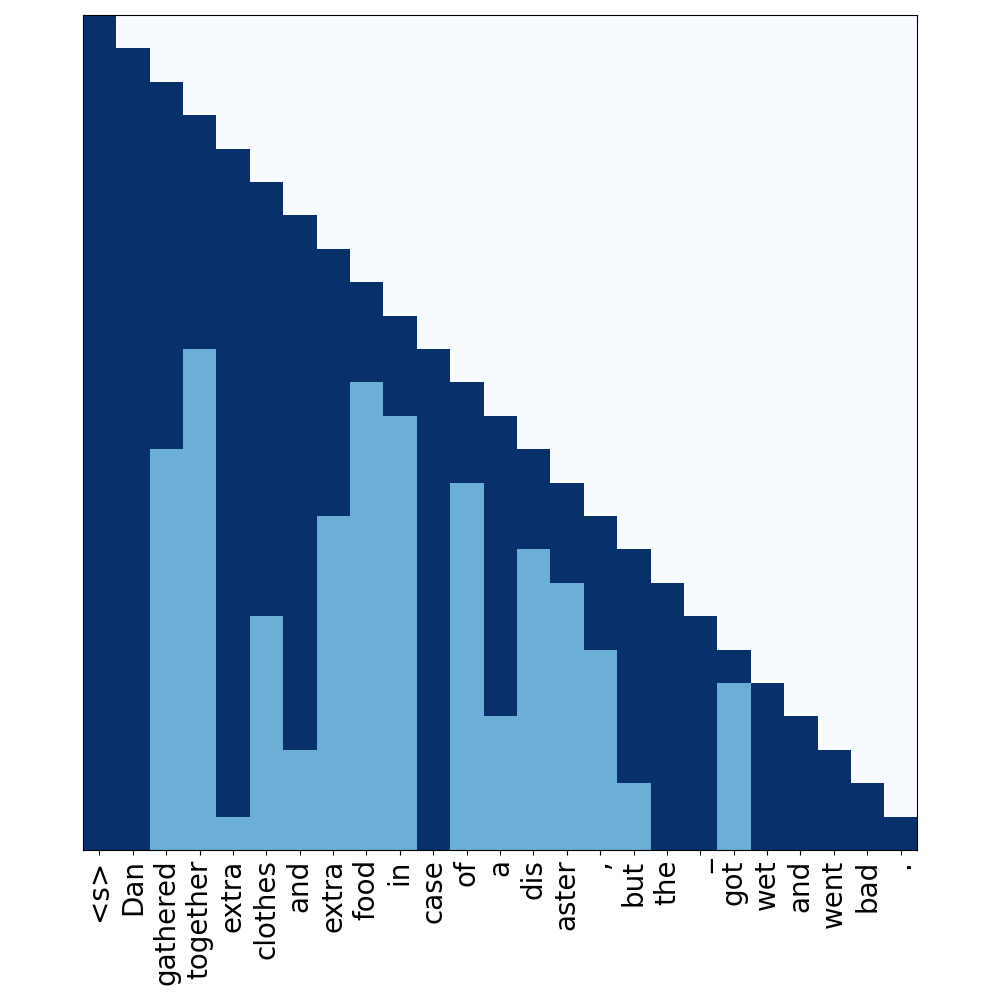 <s> Dan gathered together extra clothes and extra food in case of a dis aster , but the _ got wet and went bad .